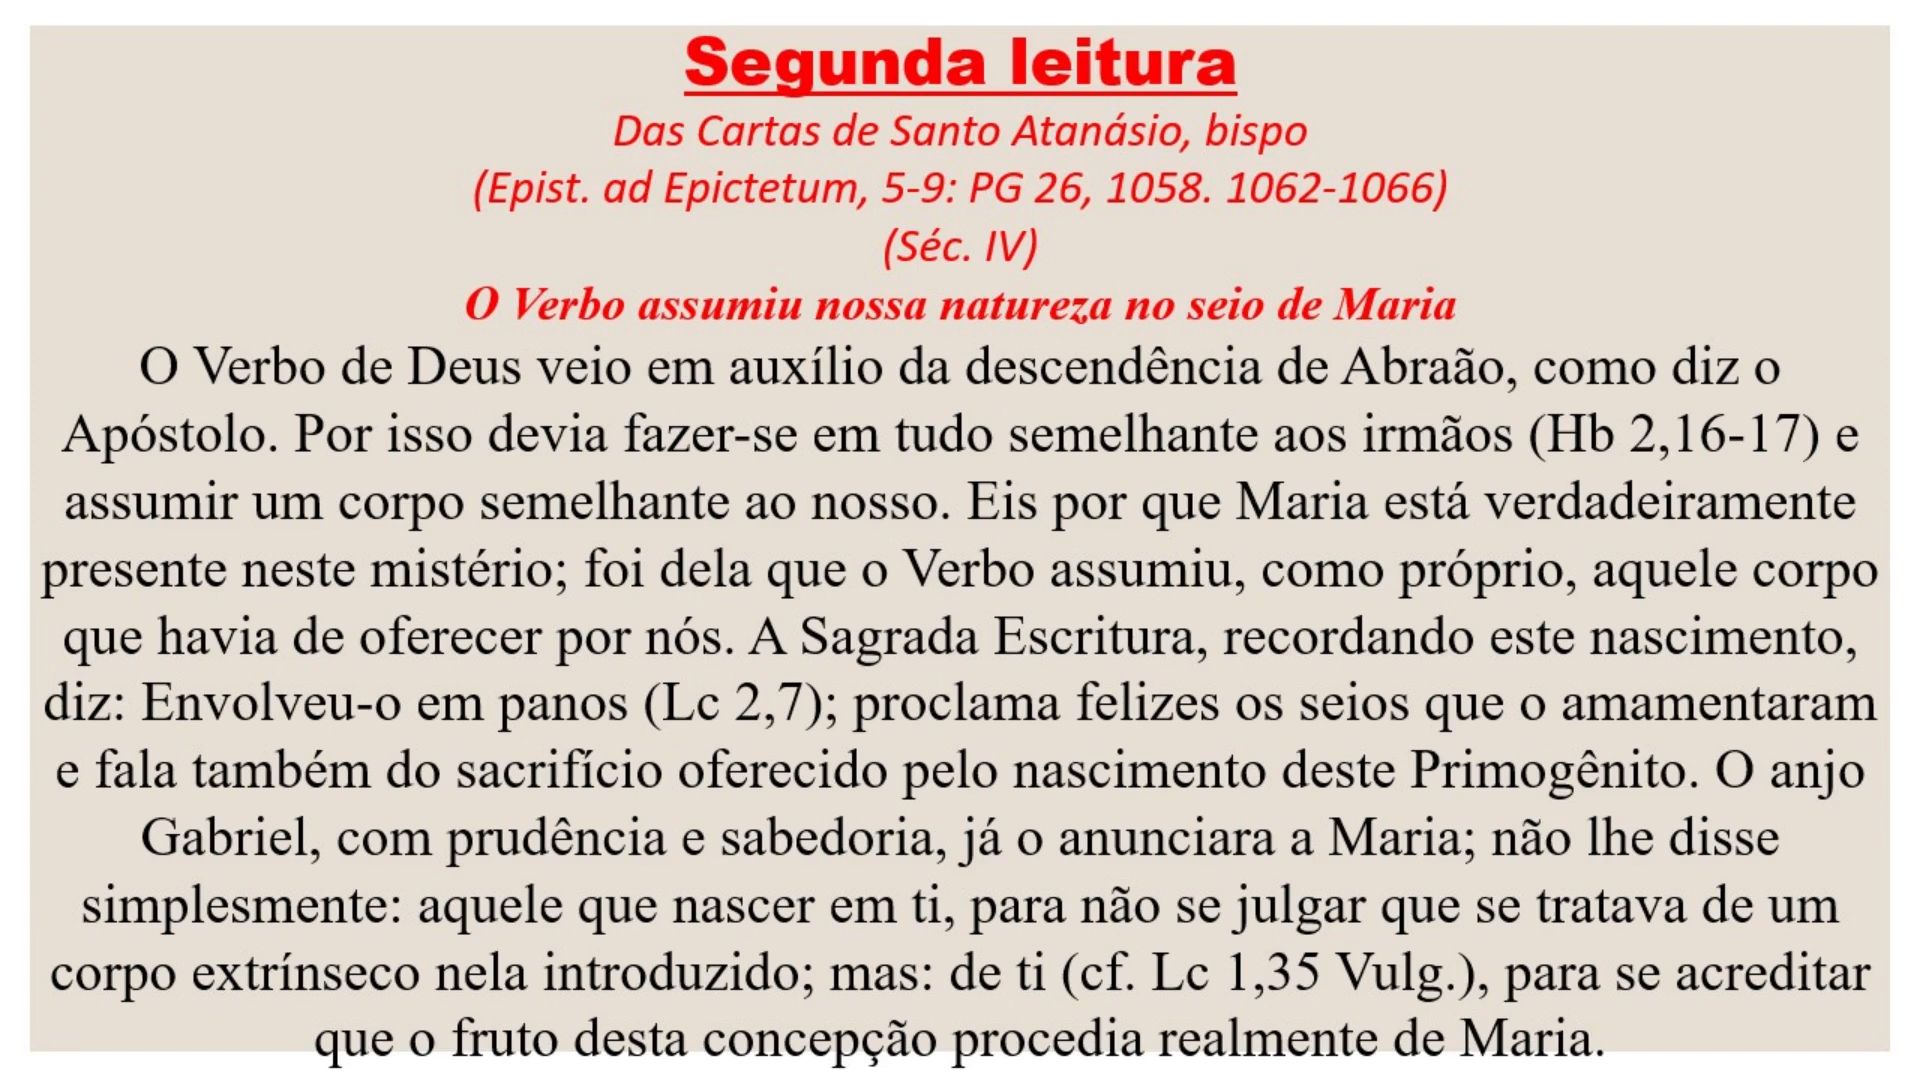 Segunda leitura
Das Cartas de Santo Atanásio, bispo
(Epist. ad Epictetum, 5-9: PG 26, 1058. 1062-1066)
(Séc. IV)
O Verbo assumiu nossa natureza no seio de Maria
O Verbo de Deus veio em auxílio da descendência de Abraão, como diz o
Apóstolo. Por isso devia fazer-se em tudo semelhante aos irmãos (Hb 2,16-17) e
assumir um corpo semelhante ao nosso. Eis por que Maria está verdadeiramente
presente neste mistério; foi dela que o Verbo assumiu, como próprio, aquele corpo
que havia de oferecer por nós. A Sagrada Escritura, recordando este nascimento,
diz: Envolveu-o em panos (Lc 2,7); proclama felizes os seios que o amamentaram
e fala também do sacrifício oferecido pelo nascimento deste Primogênito. O anjo
Gabriel, com prudência e sabedoria, já o anunciara a Maria; não lhe disse
simplesmente: aquele que nascer em ti, para não se julgar que se tratava de um
corpo extrínseco nela introduzido; mas: de ti (cf. Lc 1,35 Vulg.), para se acreditar
que o fruto desta concepção procedia realmente de Maria.